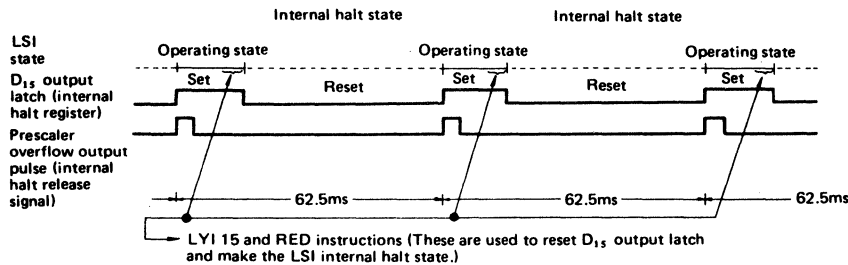 Internal halt state
Internal halt state
LSI state
Operating state
Operating state
Operating state
D₁₅ output latch (internal halt register)
Set
Reset
Set
Reset
Set
Prescaler overflow output pulse (internal halt release signal)
62.5ms
62.5ms
62.5ms
LYI 15 and RED instructions (These are used to reset D₁₅ output latch
and make the LSI internal halt state.)